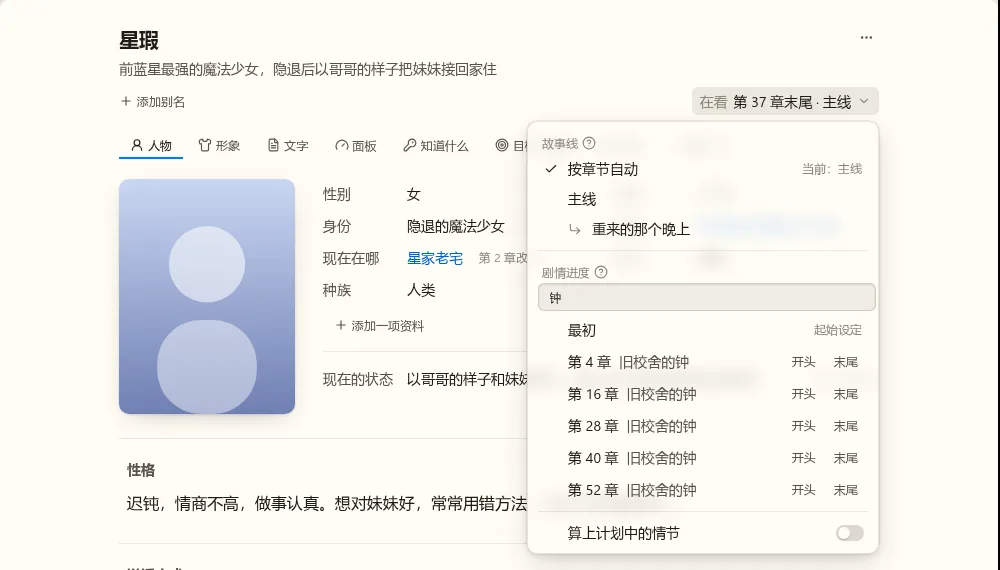 星瑕
前蓝星最强的魔法少女，隐退后以哥哥的样子把妹妹接回家住
添加别名
在看 第 37 章末尾 · 主线
人物 形象 文字 面板 知道什么
性别 女
身份 隐退的魔法少女
现在在哪 星家老宅 第 2 章改
种族 人类
添加一项资料
现在的状态 以哥哥的样子和妹妹
性格
迟钝，情商不高，做事认真。想对妹妹好，常常用错方法
故事线
按章节自动 当前：主线
主线
重来的那个晚上
剧情进度
钟
最初 起始设定
第 4 章 旧校舍的钟 开头 末尾
第 16 章 旧校舍的钟 开头 末尾
第 28 章 旧校舍的钟 开头 末尾
第 40 章 旧校舍的钟 开头 末尾
第 52 章 旧校舍的钟 开头 末尾
算上计划中的情节